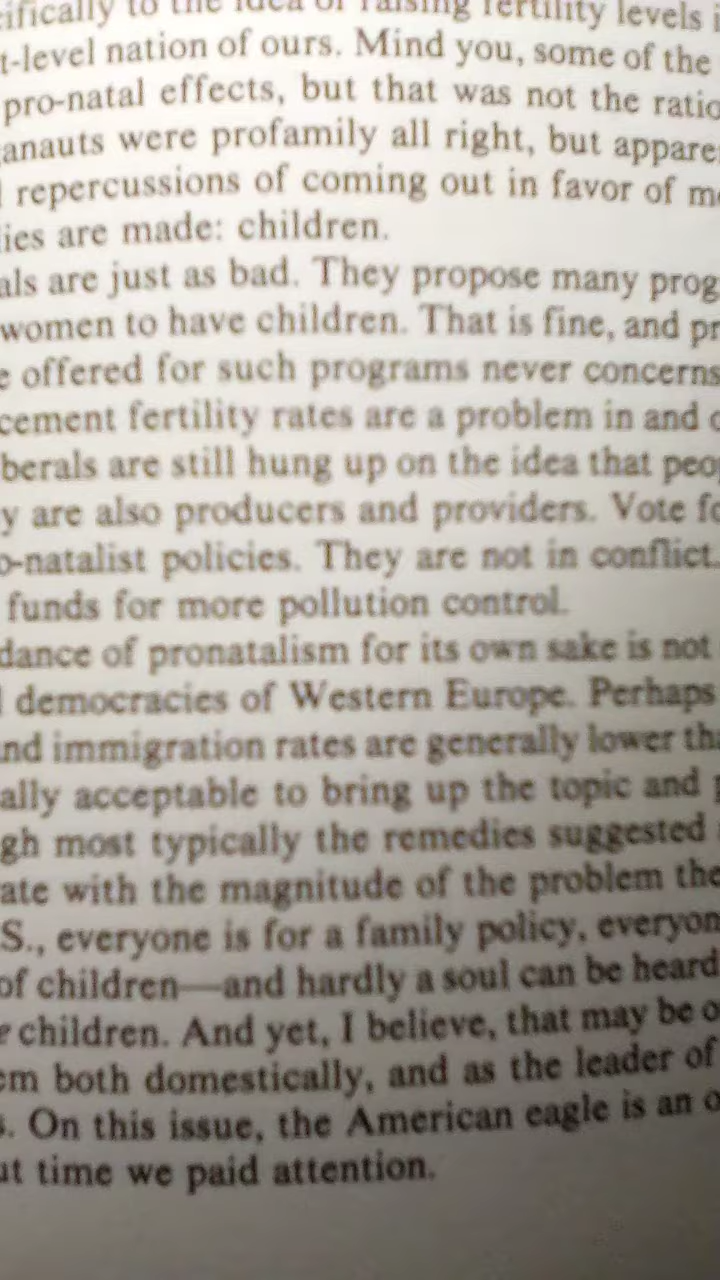 ifically to the idea of raising fertility levels i
t-level nation of ours. Mind you, some of the
pro-natal effects, but that was not the ratio
anauts were profamily all right, but appare
repercussions of coming out in favor of m
lies are made: children.
als are just as bad. They propose many prog
women to have children. That is fine, and pr
e offered for such programs never concerns
cement fertility rates are a problem in and o
berals are still hung up on the idea that peop
y are also producers and providers. Vote fo
o-natalist policies. They are not in conflict.
funds for more pollution control.
dance of pronatalism for its own sake is not
democracies of Western Europe. Perhaps
nd immigration rates are generally lower tha
ally acceptable to bring up the topic and
gh most typically the remedies suggested
ate with the magnitude of the problem the
S., everyone is for a family policy, everyon
of children—and hardly a soul can be heard
e children. And yet, I believe, that may be o
em both domestically, and as the leader of
s. On this issue, the American eagle is an o
ut time we paid attention.